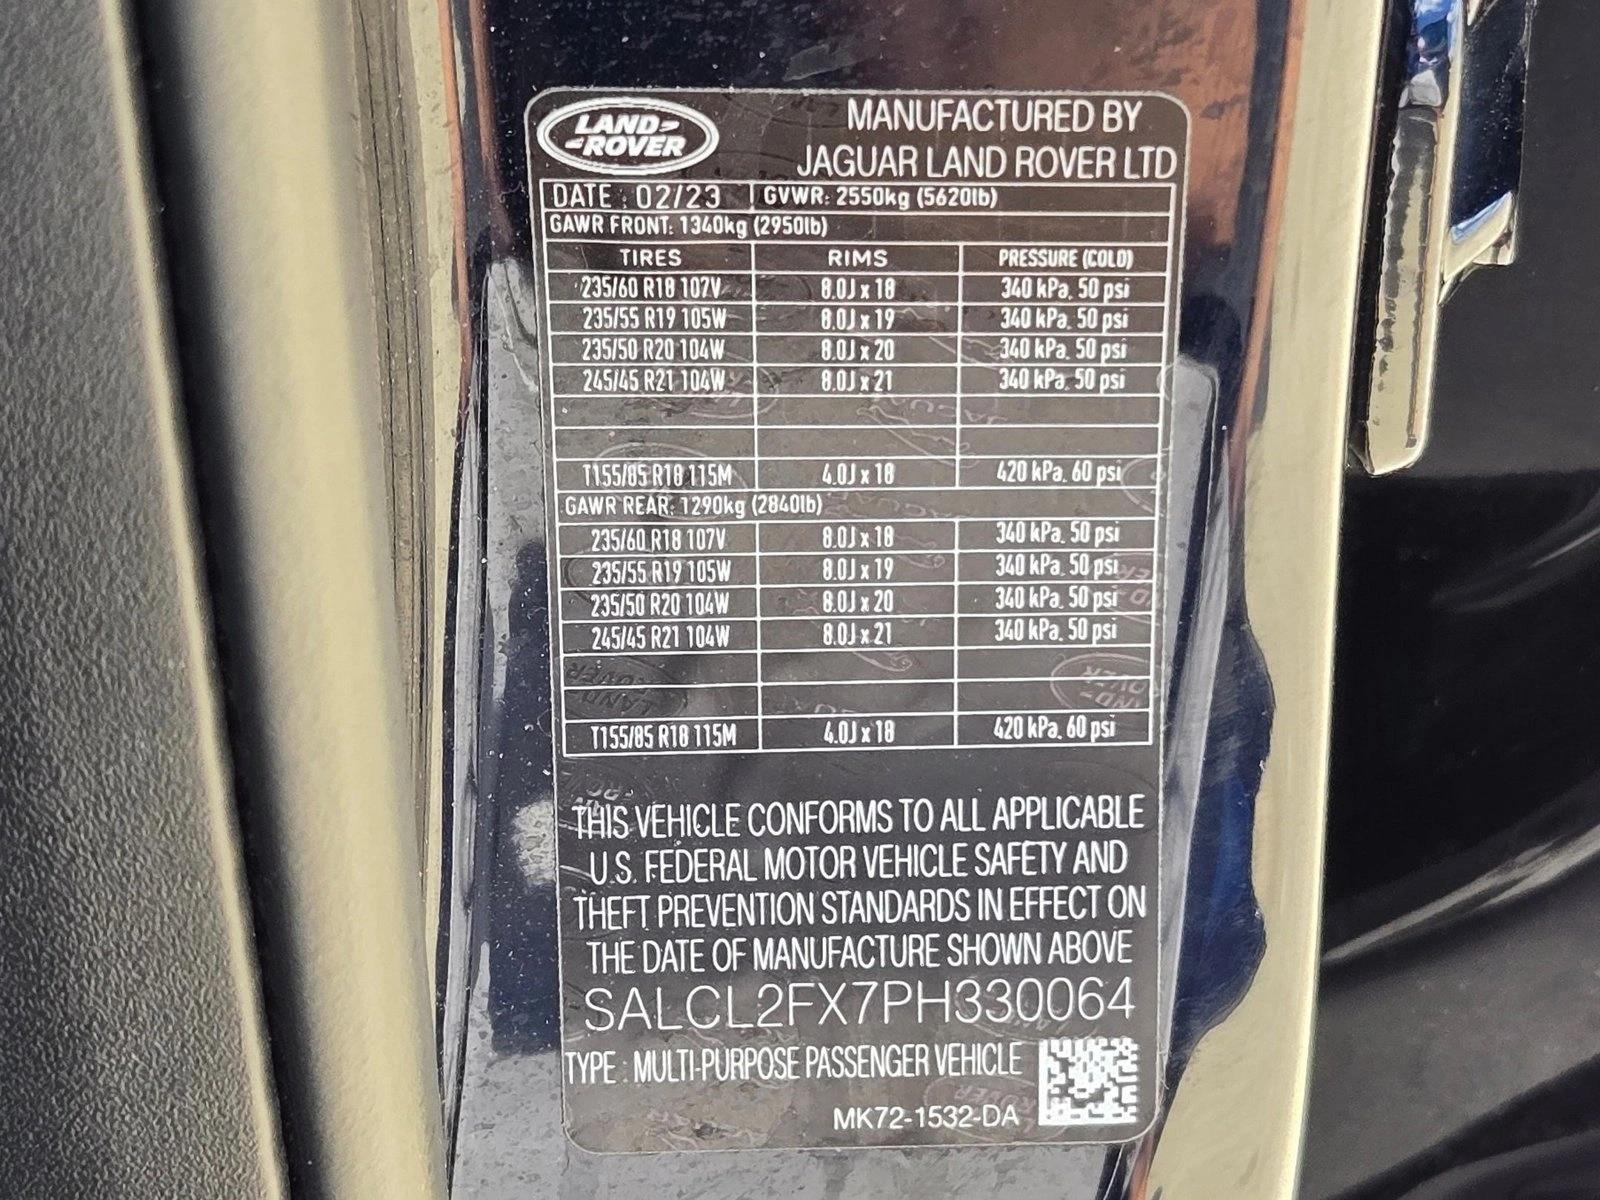 LAND
ROVER
MANUFACTURED BY
JAGUAR LAND ROVER LTD
DATE : 02/23 GVWR: 2550kg (5620lb)
GAWR FRONT: 1340kg (2950lb)
TIRES RIMS PRESSURE (COLD)
235/60 R18 107V 8.0J x 18 340 kPa, 50 psi
235/55 R19 105W 8.0J x 19 340 kPa, 50 psi
235/50 R20 104W 8.0J x 20 340 kPa, 50 psi
245/45 R21 104W 8.0J x 21 340 kPa, 50 psi
T155/85 R18 115M 4.0J x 18 420 kPa, 60 psi
GAWR REAR: 1290kg (2840lb)
235/60 R18 107V 8.0J x 18 340 kPa, 50 psi
235/55 R19 105W 8.0J x 19 340 kPa, 50 psi
235/50 R20 104W 8.0J x 20 340 kPa, 50 psi
245/45 R21 104W 8.0J x 21 340 kPa, 50 psi
T155/85 R18 115M 4.0J x 18 420 kPa, 60 psi
THIS VEHICLE CONFORMS TO ALL APPLICABLE
U.S. FEDERAL MOTOR VEHICLE SAFETY AND
THEFT PREVENTION STANDARDS IN EFFECT ON
THE DATE OF MANUFACTURE SHOWN ABOVE
SALCL2FX7PH330064
TYPE : MULTI-PURPOSE PASSENGER VEHICLE
MK72-1532-DA